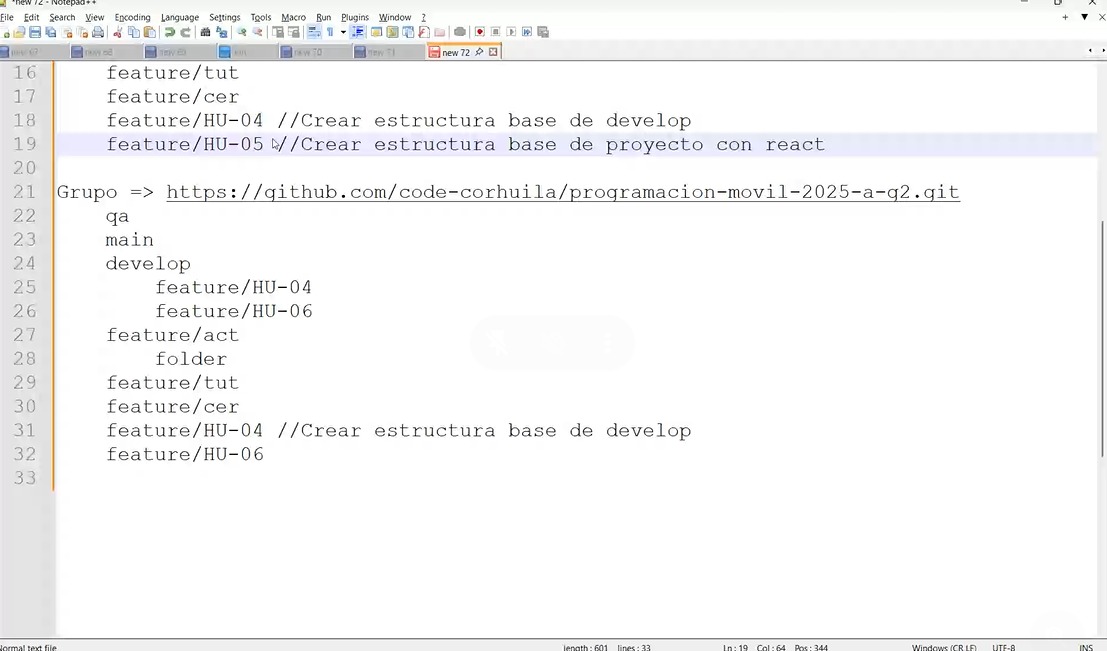 *new 72 - Notepad++
File Edit Search View Encoding Language Settings Tools Macro Run Plugins Window ?
new 67 new 68 new 69 new 70 new 71 new 72
16 feature/tut
17 feature/cer
18 feature/HU-04 //Crear estructura base de develop
19 feature/HU-05 //Crear estructura base de proyecto con react
20
21 Grupo => https://github.com/code-corhuila/programacion-movil-2025-a-g2.git
22 qa
23 main
24 develop
25 feature/HU-04
26 feature/HU-06
27 feature/act
28 folder
29 feature/tut
30 feature/cer
31 feature/HU-04 //Crear estructura base de develop
32 feature/HU-06
33
Normal text file length : 601 lines : 33 Ln : 19 Col : 64 Pos : 344 Windows (CR LF) UTF-8 INS